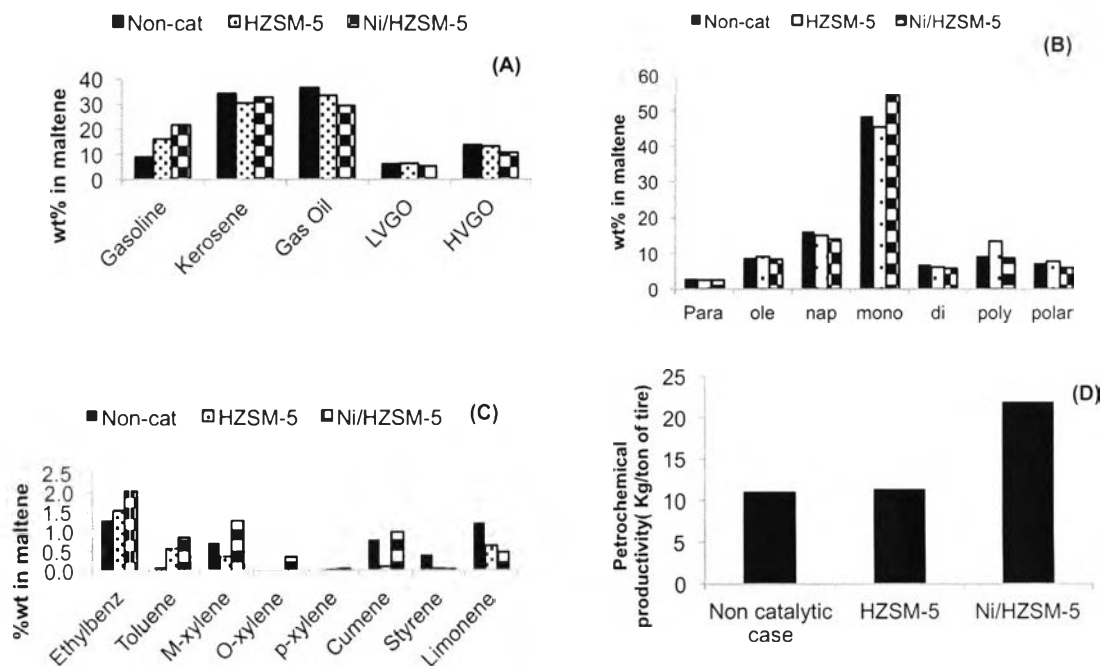 Non-cat HZSM-5 Ni/HZSM-5
(A)
wt% in maltene
40
30
20
10
0
Gasoline
Kerosene
Gas Oil
LVGO
HVGO
Non-cat HZSM-5 Ni/HZSM-5
(B)
wt% in maltene
60
50
40
30
20
10
0
Para ole nap mono di poly polar
Non-cat HZSM-5 Ni/HZSM-5
(C)
%wt in maltene
2.5
2.0
1.5
1.0
0.5
0.0
Ethylbenz
Toluene
M-xylene
O-xylene
p-xylene
Cumene
Styrene
Limonene
(D)
Petrochemical
productivity( Kg/ton of tire)
25
20
15
10
5
0
Non catalytic
case
HZSM-5
Ni/HZSM-5